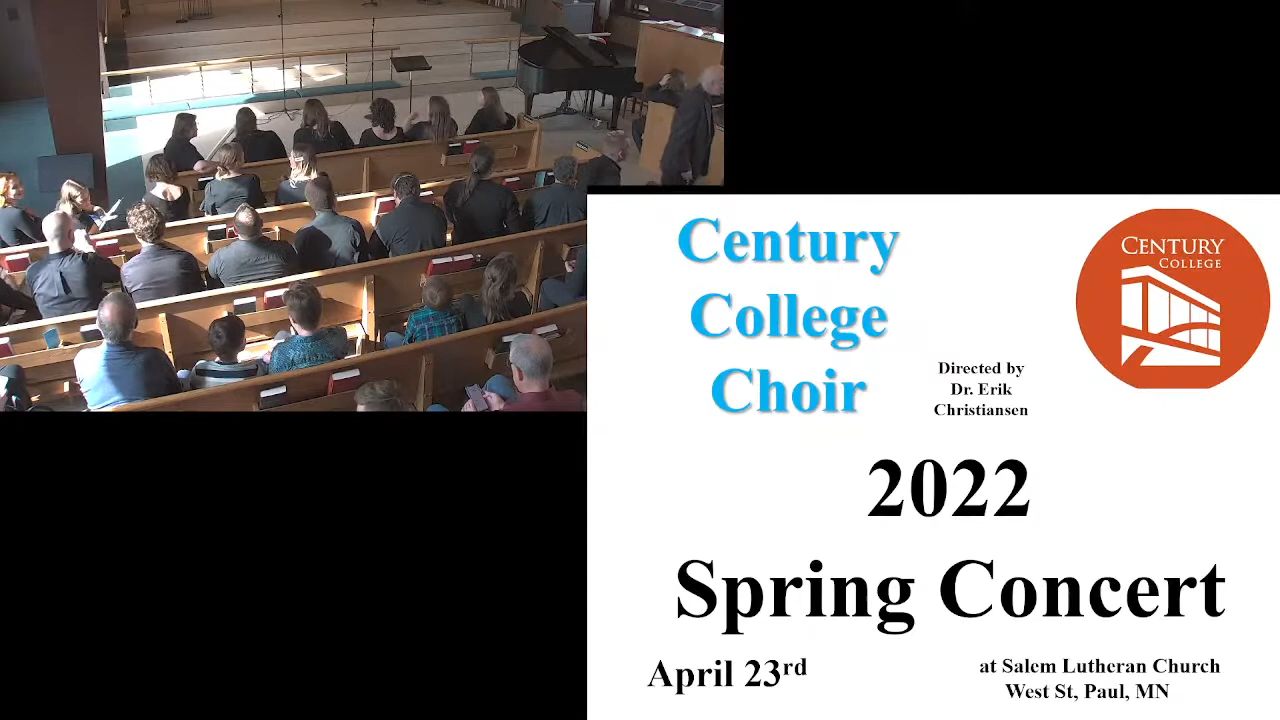 Century
College
Choir
CENTURY
COLLEGE
Directed by
Dr. Erik
Christiansen
2022
Spring Concert
April 23rd
at Salem Lutheran Church
West St, Paul, MN